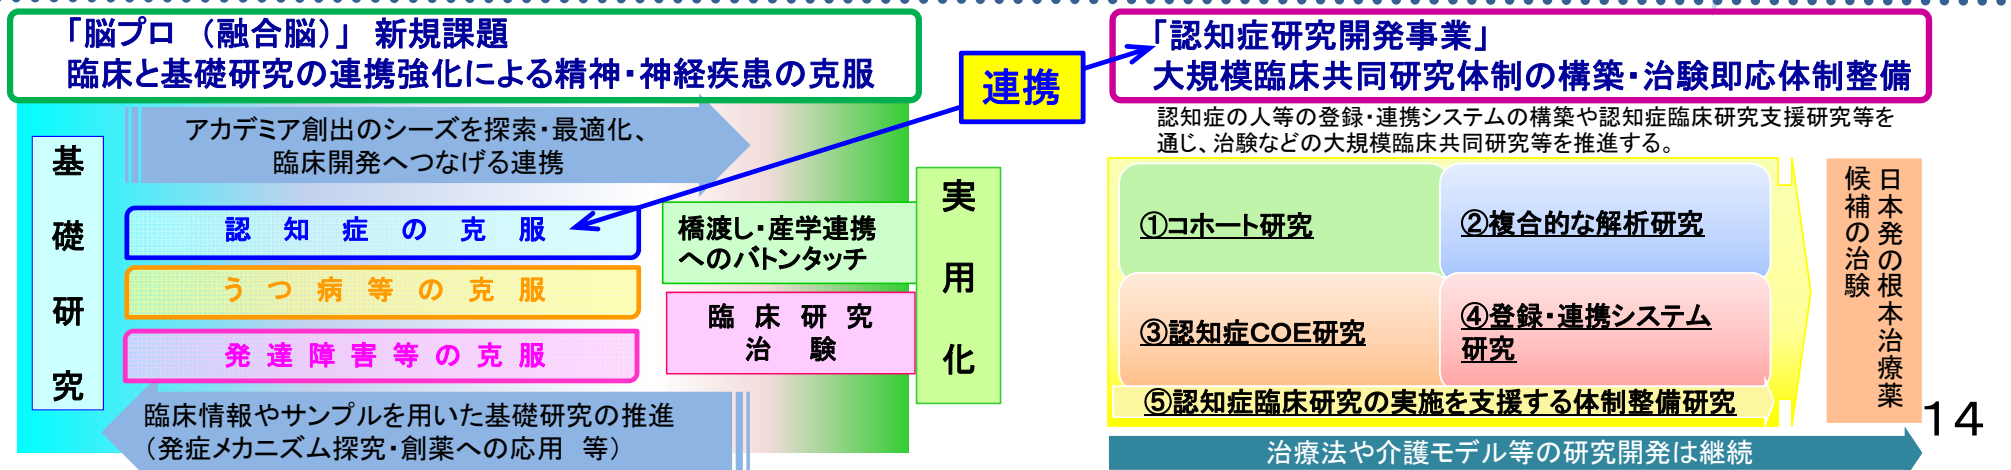 「脳プロ （融合脳）」 新規課題
臨床と基礎研究の連携強化による精神・神経疾患の克服
連携
「認知症研究開発事業」
大規模臨床共同研究体制の構築・治験即応体制整備
認知症の人等の登録・連携システムの構築や認知症臨床研究支援研究等を
通じ、治験などの大規模臨床共同研究等を推進する。
基礎研究
アカデミア創出のシーズを探索・最適化、
臨床開発へつなげる連携
認知症の克服
うつ病等の克服
発達障害等の克服
臨床情報やサンプルを用いた基礎研究の推進
（発症メカニズム探究・創薬への応用 等）
橋渡し・産学連携
へのバトンタッチ
臨床研究
治験
実用化
①コホート研究
②複合的な解析研究
③認知症COE研究
④登録・連携システム
研究
⑤認知症臨床研究の実施を支援する体制整備研究
日本発の根本治療薬
候補の治験
治療法や介護モデル等の研究開発は継続
14